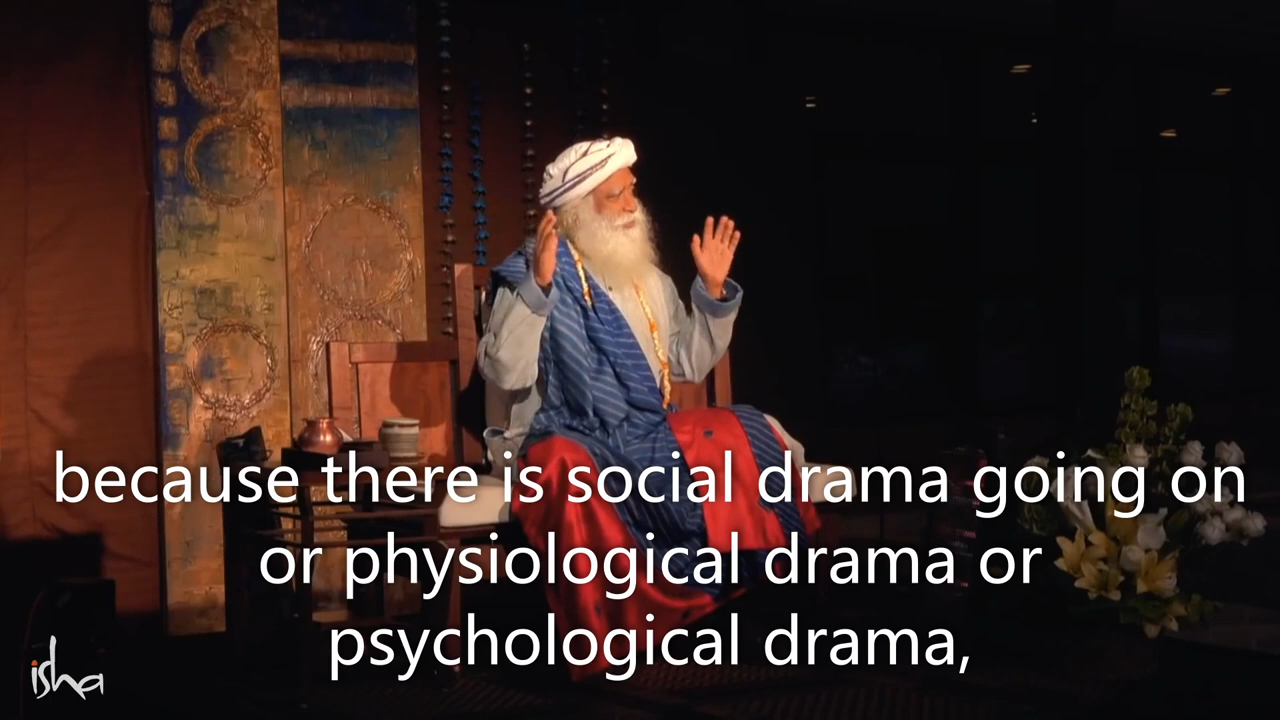 because there is social drama going on
or physiological drama or
psychological drama,
isha